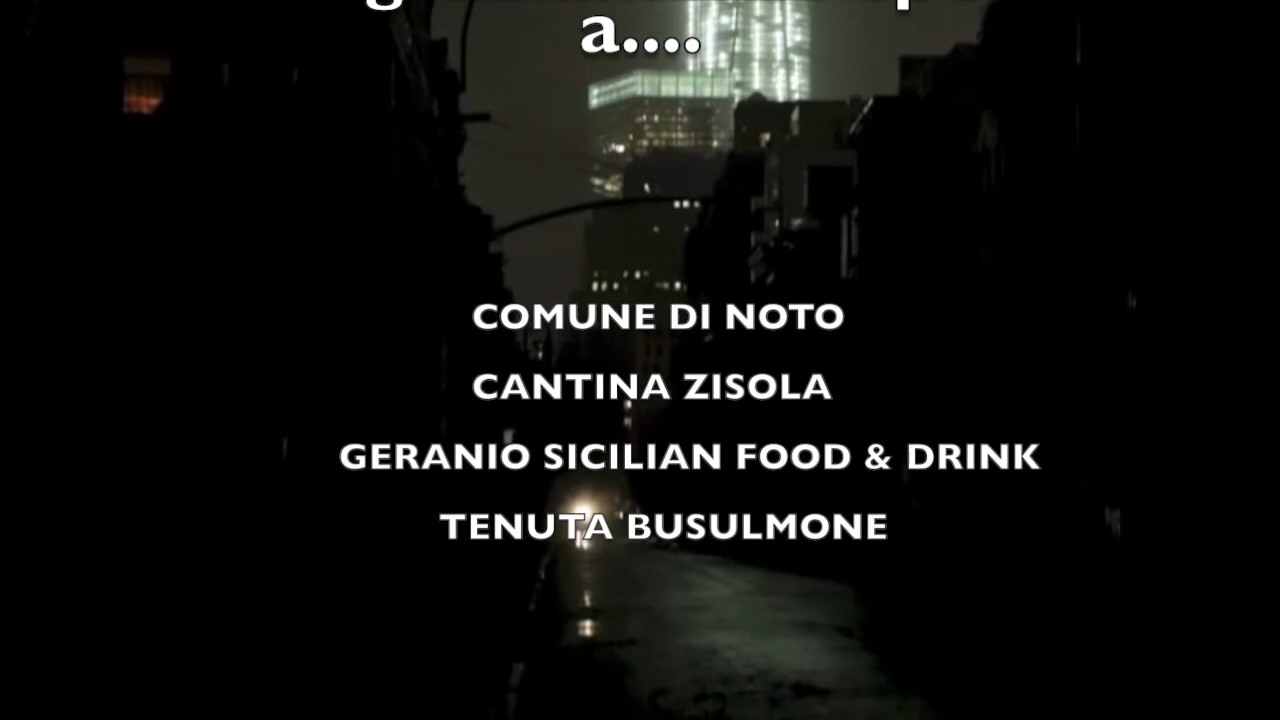 a....
COMUNE DI NOTO
CANTINA ZISOLA
GERANIO SICILIAN FOOD & DRINK
TENUTA BUSULMONE